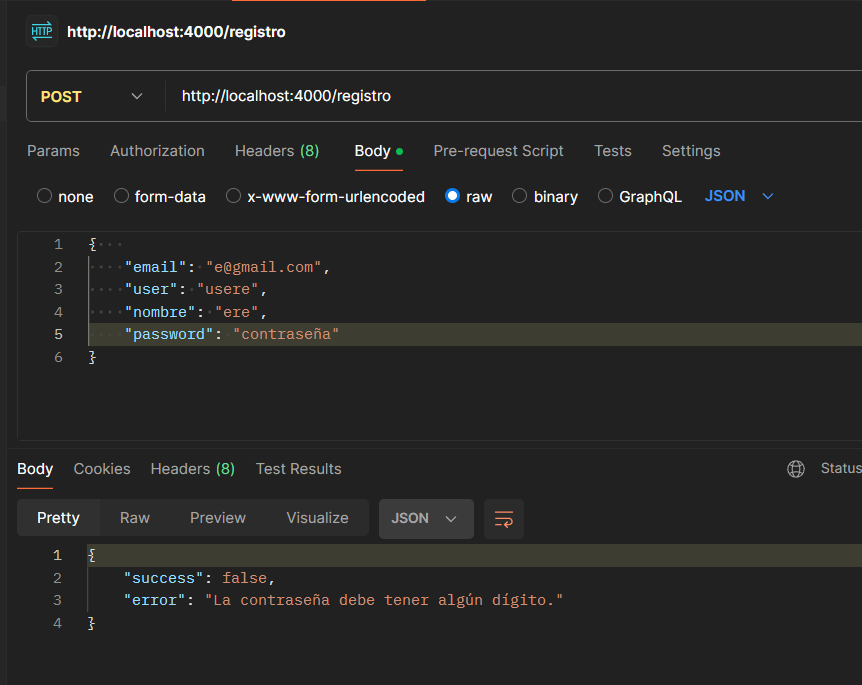 HTTP http://localhost:4000/registro
POST http://localhost:4000/registro
Params Authorization Headers (8) Body Pre-request Script Tests Settings
none form-data x-www-form-urlencoded raw binary GraphQL JSON
1 {
2 "email": "e@gmail.com",
3 "user": "usere",
4 "nombre": "ere",
5 "password": "contraseña"
6 }
Body Cookies Headers (8) Test Results Status
Pretty Raw Preview Visualize JSON
1 {
2 "success": false,
3 "error": "La contraseña debe tener algún dígito."
4 }